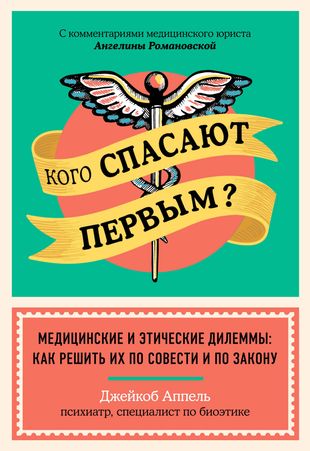 С комментариями медицинского юриста
Ангелины Романовской
КОГО СПАСАЮТ
ПЕРВЫМ?
МЕДИЦИНСКИЕ И ЭТИЧЕСКИЕ ДИЛЕММЫ:
КАК РЕШИТЬ ИХ ПО СОВЕСТИ И ПО ЗАКОНУ
Джейкоб Аппель
психиатр, специалист по биоэтике